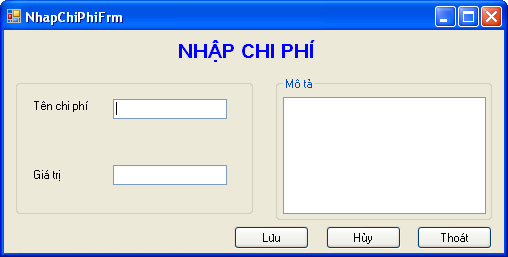 NhapChiPhiFrm
NHẬP CHI PHÍ
Tên chi phí
Giá trị
Mô tả
Lưu
Hủy
Thoát